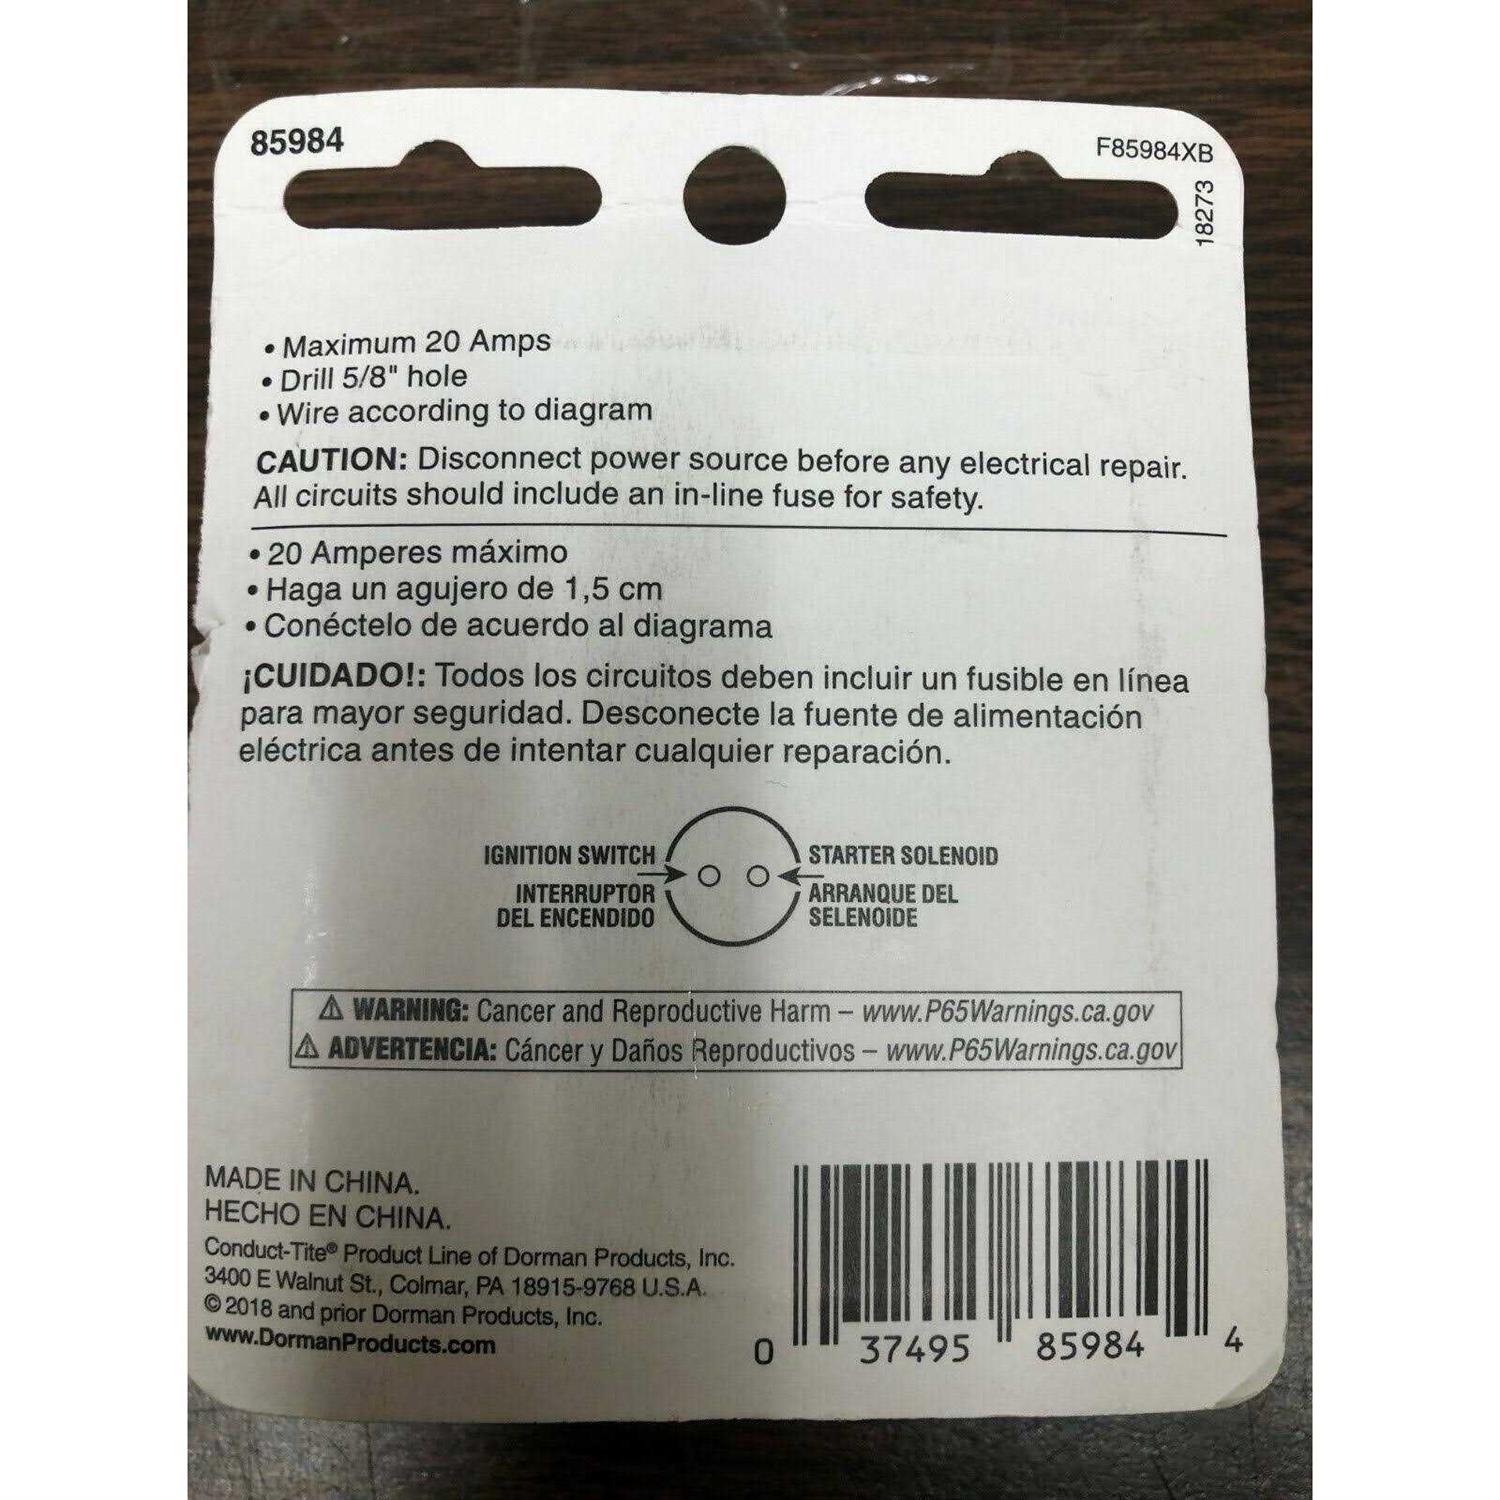 85984
F85984XB
18273
• Maximum 20 Amps
• Drill 5/8" hole
• Wire according to diagram
CAUTION: Disconnect power source before any electrical repair.
All circuits should include an in-line fuse for safety.
• 20 Amperes máximo
• Haga un agujero de 1,5 cm
• Conéctelo de acuerdo al diagrama
¡CUIDADO!: Todos los circuitos deben incluir un fusible en línea
para mayor seguridad. Desconecte la fuente de alimentación
eléctrica antes de intentar cualquier reparación.
IGNITION SWITCH
INTERRUPTOR
DEL ENCENDIDO
STARTER SOLENOID
ARRANQUE DEL
SELENOIDE
⚠ WARNING: Cancer and Reproductive Harm – www.P65Warnings.ca.gov
⚠ ADVERTENCIA: Cáncer y Daños Reproductivos – www.P65Warnings.ca.gov
MADE IN CHINA.
HECHO EN CHINA.
Conduct-Tite® Product Line of Dorman Products, Inc.
3400 E Walnut St., Colmar, PA 18915-9768 U.S.A.
© 2018 and prior Dorman Products, Inc.
www.DormanProducts.com
0 37495 85984 4